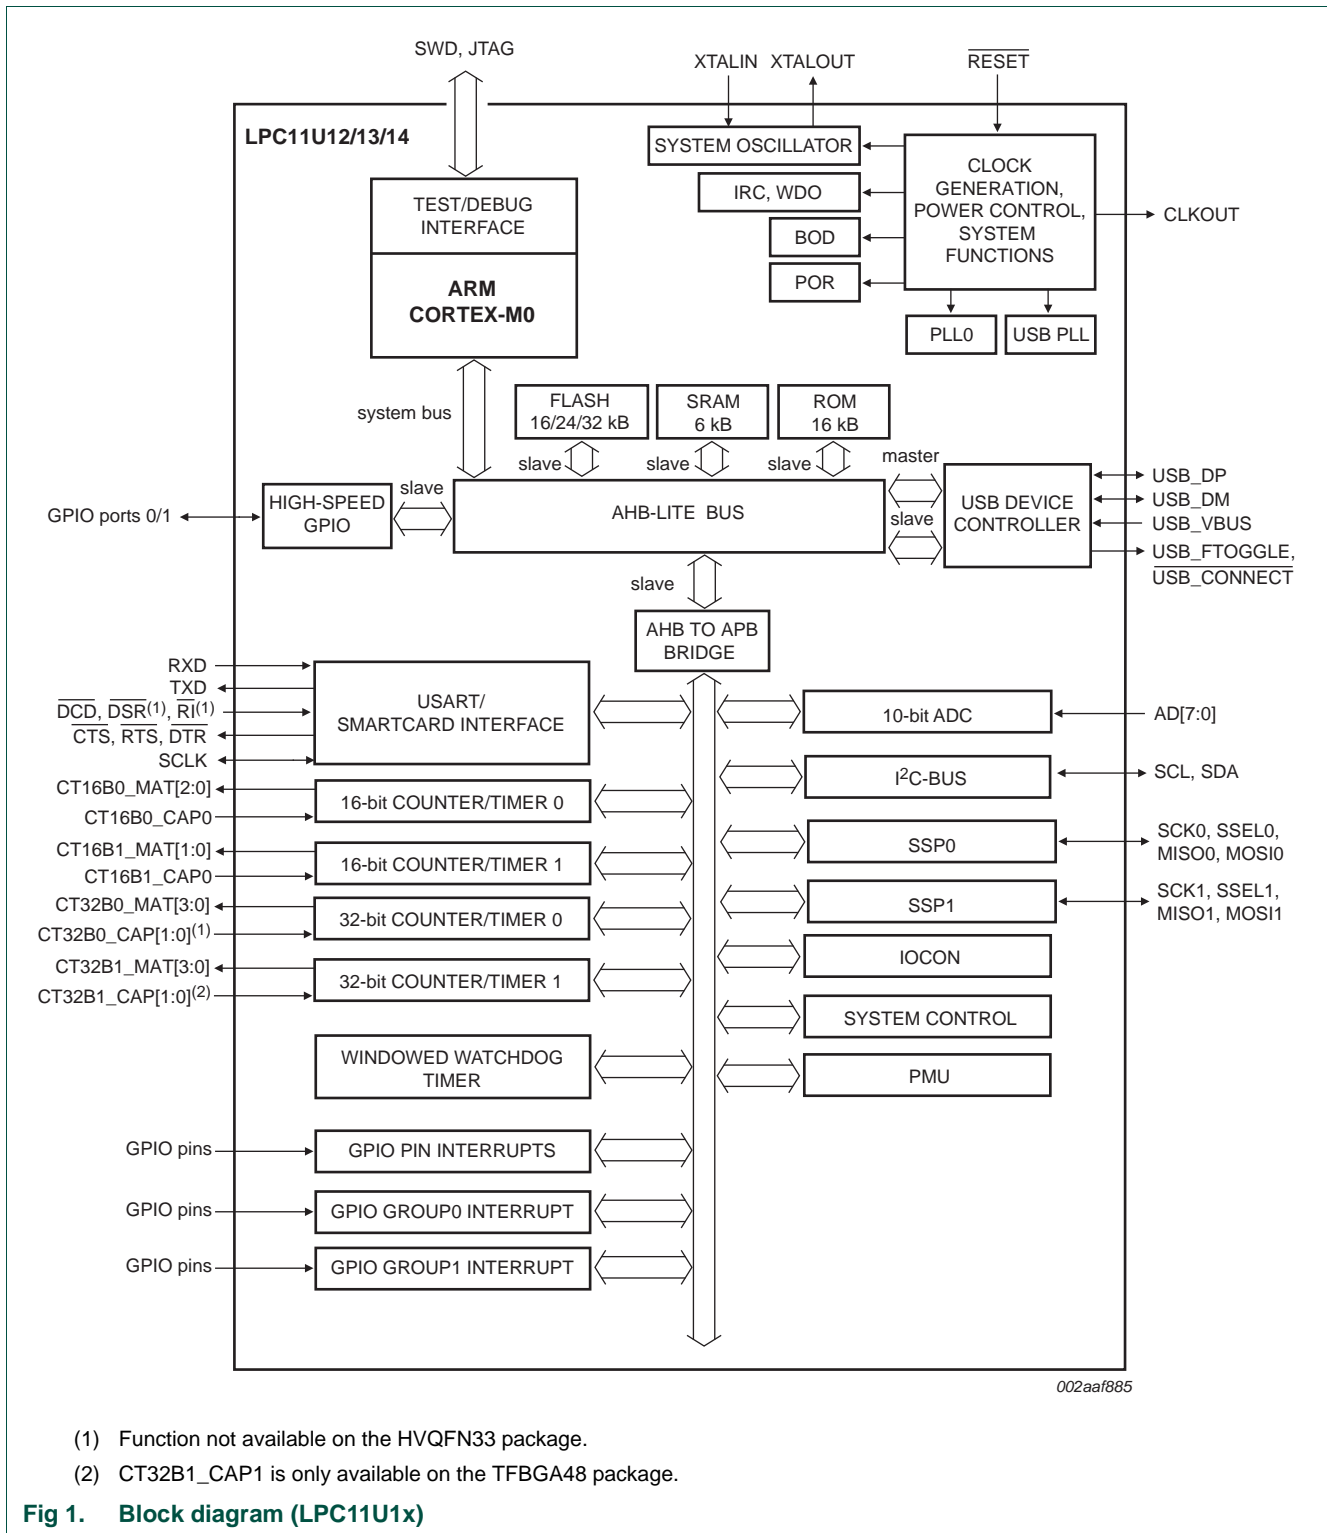 SWD, JTAG
XTALIN XTALOUT
RESET
LPC11U12/13/14
SYSTEM OSCILLATOR
CLOCK
GENERATION,
POWER CONTROL,
SYSTEM
FUNCTIONS
IRC, WDO
BOD
POR
CLKOUT
TEST/DEBUG
INTERFACE
ARM
CORTEX-M0
PLL0
USB PLL
system bus
FLASH
16/24/32 kB
SRAM
6 kB
ROM
16 kB
slave
slave
slave
master
GPIO ports 0/1
HIGH-SPEED
GPIO
slave
AHB-LITE BUS
slave
USB DEVICE
CONTROLLER
USB_DP
USB_DM
USB_VBUS
USB_FTOGGLE,
USB_CONNECT
slave
AHB TO APB
BRIDGE
RXD
TXD
DCD, DSR(1), RI(1)
CTS, RTS, DTR
SCLK
USART/
SMARTCARD INTERFACE
10-bit ADC
AD[7:0]
CT16B0_MAT[2:0]
CT16B0_CAP0
16-bit COUNTER/TIMER 0
I2C-BUS
SCL, SDA
CT16B1_MAT[1:0]
CT16B1_CAP0
16-bit COUNTER/TIMER 1
SSP0
SCK0, SSEL0,
MISO0, MOSI0
CT32B0_MAT[3:0]
CT32B0_CAP[1:0](1)
32-bit COUNTER/TIMER 0
SSP1
SCK1, SSEL1,
MISO1, MOSI1
CT32B1_MAT[3:0]
CT32B1_CAP[1:0](2)
32-bit COUNTER/TIMER 1
IOCON
SYSTEM CONTROL
WINDOWED WATCHDOG
TIMER
PMU
GPIO pins
GPIO PIN INTERRUPTS
GPIO pins
GPIO GROUP0 INTERRUPT
GPIO pins
GPIO GROUP1 INTERRUPT
002aaf885
(1) Function not available on the HVQFN33 package.
(2) CT32B1_CAP1 is only available on the TFBGA48 package.
Fig 1. Block diagram (LPC11U1x)